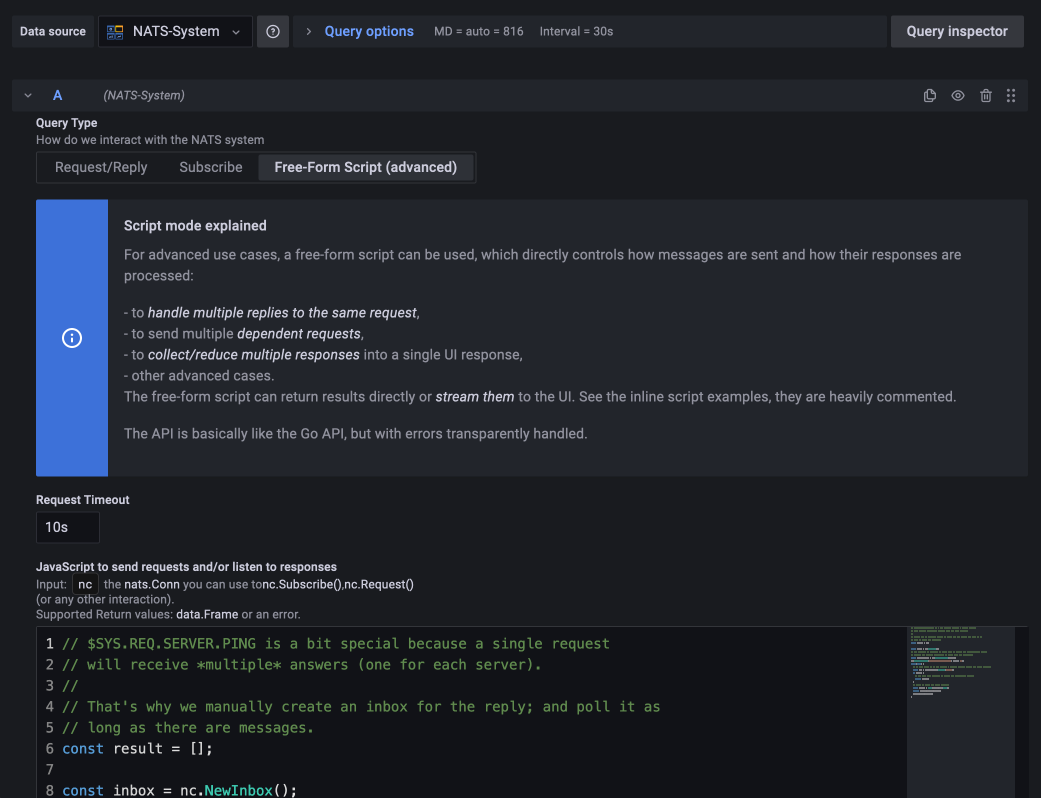 Data source NATS-System Query options MD = auto = 816 Interval = 30s Query inspector
A (NATS-System)
Query Type
How do we interact with the NATS system
Request/Reply Subscribe Free-Form Script (advanced)
Script mode explained
For advanced use cases, a free-form script can be used, which directly controls how messages are sent and how their responses are
processed:
- to handle multiple replies to the same request,
- to send multiple dependent requests,
- to collect/reduce multiple responses into a single UI response,
- other advanced cases.
The free-form script can return results directly or stream them to the UI. See the inline script examples, they are heavily commented.
The API is basically like the Go API, but with errors transparently handled.
Request Timeout
10s
JavaScript to send requests and/or listen to responses
Input: nc the nats.Conn you can use tonc.Subscribe(),nc.Request()
(or any other interaction).
Supported Return values: data.Frame or an error.
1 // $SYS.REQ.SERVER.PING is a bit special because a single request
2 // will receive *multiple* answers (one for each server).
3 //
4 // That's why we manually create an inbox for the reply; and poll it as
5 // long as there are messages.
6 const result = [];
7
8 const inbox = nc.NewInbox();